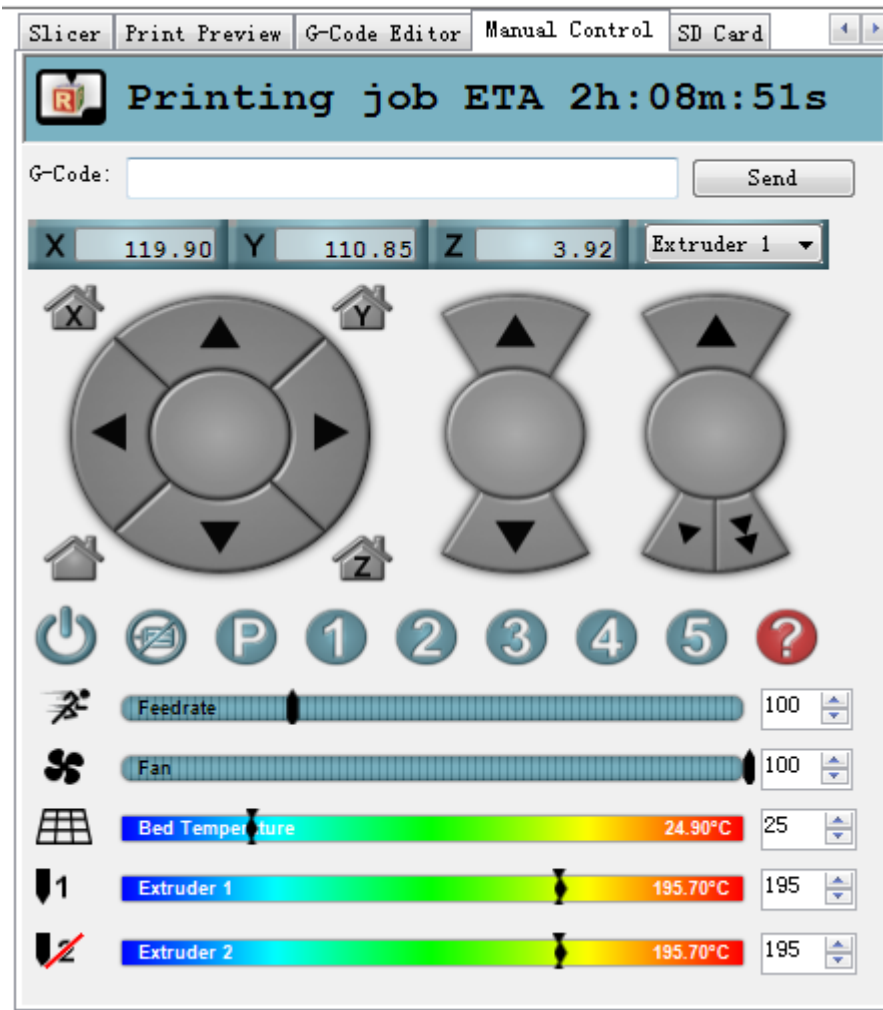 Slicer Print Preview G-Code Editor Manual Control SD Card
R Printing job ETA 2h:08m:51s
G-Code: Send
X 119.90 Y 110.85 Z 3.92 Extruder 1
X Y
Z
P 1 2 3 4 5 ?
Feedrate 100
Fan 100
Bed Temperature 24.90°C 25
1 Extruder 1 195.70°C 195
2 Extruder 2 195.70°C 195